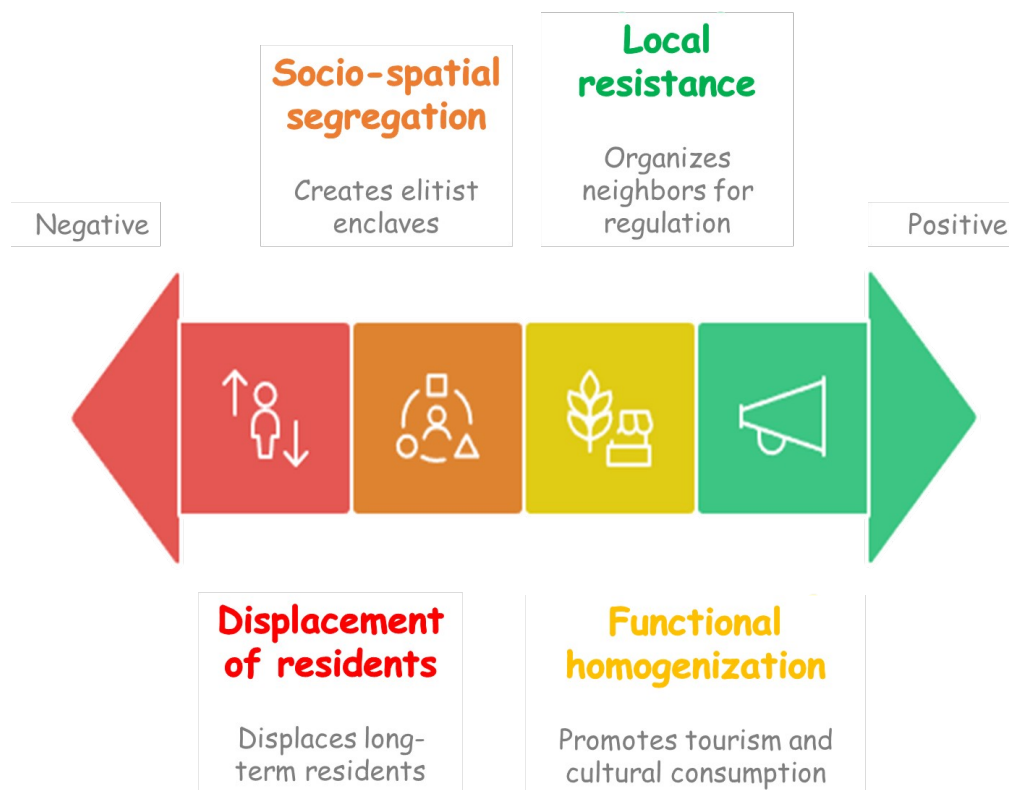 Socio-spatial
segregation
Creates elitist
enclaves
Local
resistance
Organizes
neighbors for
regulation
Negative
Positive
Displacement
of residents
Displaces long-
term residents
Functional
homogenization
Promotes tourism and
cultural consumption